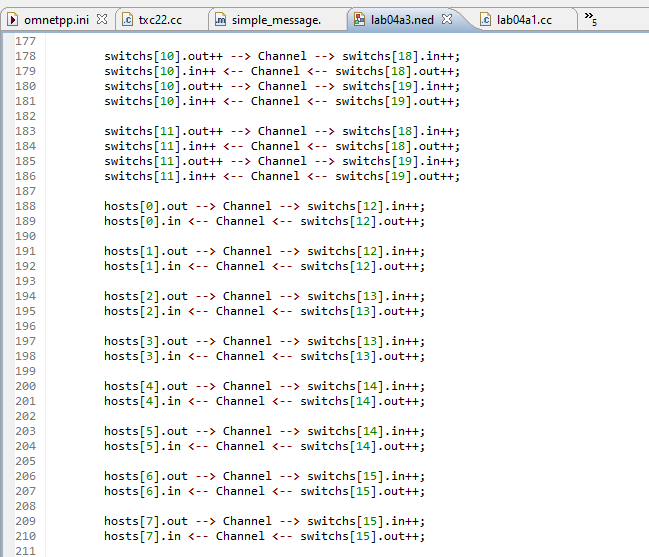 omnetpp.ini txc22.cc simple_message. lab04a3.ned lab04a1.cc »5
177
178 switchs[10].out++ --> Channel --> switchs[18].in++;
179 switchs[10].in++ <-- Channel <-- switchs[18].out++;
180 switchs[10].out++ --> Channel --> switchs[19].in++;
181 switchs[10].in++ <-- Channel <-- switchs[19].out++;
182
183 switchs[11].out++ --> Channel --> switchs[18].in++;
184 switchs[11].in++ <-- Channel <-- switchs[18].out++;
185 switchs[11].out++ --> Channel --> switchs[19].in++;
186 switchs[11].in++ <-- Channel <-- switchs[19].out++;
187
188 hosts[0].out --> Channel --> switchs[12].in++;
189 hosts[0].in <-- Channel <-- switchs[12].out++;
190
191 hosts[1].out --> Channel --> switchs[12].in++;
192 hosts[1].in <-- Channel <-- switchs[12].out++;
193
194 hosts[2].out --> Channel --> switchs[13].in++;
195 hosts[2].in <-- Channel <-- switchs[13].out++;
196
197 hosts[3].out --> Channel --> switchs[13].in++;
198 hosts[3].in <-- Channel <-- switchs[13].out++;
199
200 hosts[4].out --> Channel --> switchs[14].in++;
201 hosts[4].in <-- Channel <-- switchs[14].out++;
202
203 hosts[5].out --> Channel --> switchs[14].in++;
204 hosts[5].in <-- Channel <-- switchs[14].out++;
205
206 hosts[6].out --> Channel --> switchs[15].in++;
207 hosts[6].in <-- Channel <-- switchs[15].out++;
208
209 hosts[7].out --> Channel --> switchs[15].in++;
210 hosts[7].in <-- Channel <-- switchs[15].out++;
211